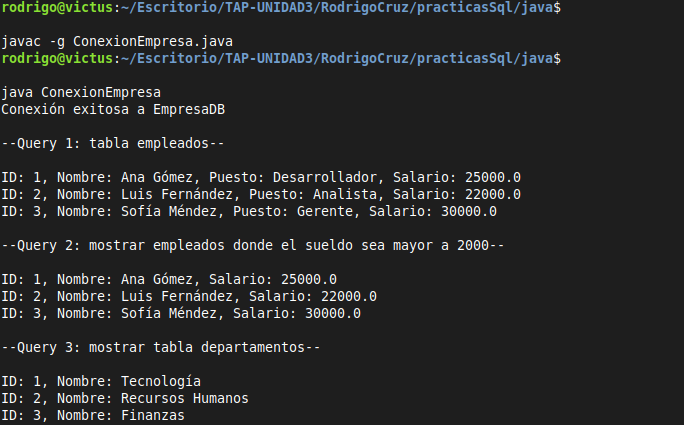 rodrigo@victus:~/Escritorio/TAP-UNIDAD3/RodrigoCruz/practicasSql/java$
javac -g ConexionEmpresa.java
rodrigo@victus:~/Escritorio/TAP-UNIDAD3/RodrigoCruz/practicasSql/java$
java ConexionEmpresa
Conexión exitosa a EmpresaDB
--Query 1: tabla empleados--
ID: 1, Nombre: Ana Gómez, Puesto: Desarrollador, Salario: 25000.0
ID: 2, Nombre: Luis Fernández, Puesto: Analista, Salario: 22000.0
ID: 3, Nombre: Sofía Méndez, Puesto: Gerente, Salario: 30000.0
--Query 2: mostrar empleados donde el sueldo sea mayor a 2000--
ID: 1, Nombre: Ana Gómez, Salario: 25000.0
ID: 2, Nombre: Luis Fernández, Salario: 22000.0
ID: 3, Nombre: Sofía Méndez, Salario: 30000.0
--Query 3: mostrar tabla departamentos--
ID: 1, Nombre: Tecnología
ID: 2, Nombre: Recursos Humanos
ID: 3, Nombre: Finanzas